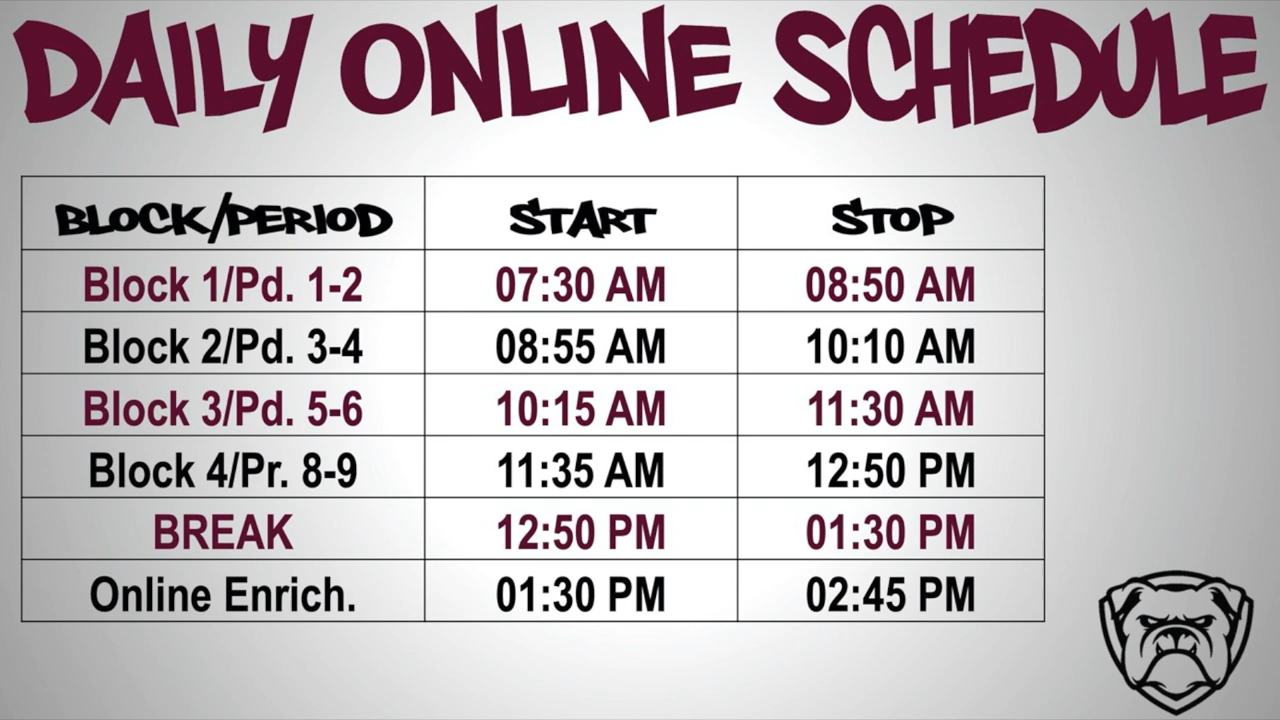 DAILY ONLINE SCHEDULE
BLOCK/PERIOD START STOP
Block 1/Pd. 1-2 07:30 AM 08:50 AM
Block 2/Pd. 3-4 08:55 AM 10:10 AM
Block 3/Pd. 5-6 10:15 AM 11:30 AM
Block 4/Pr. 8-9 11:35 AM 12:50 PM
BREAK 12:50 PM 01:30 PM
Online Enrich. 01:30 PM 02:45 PM